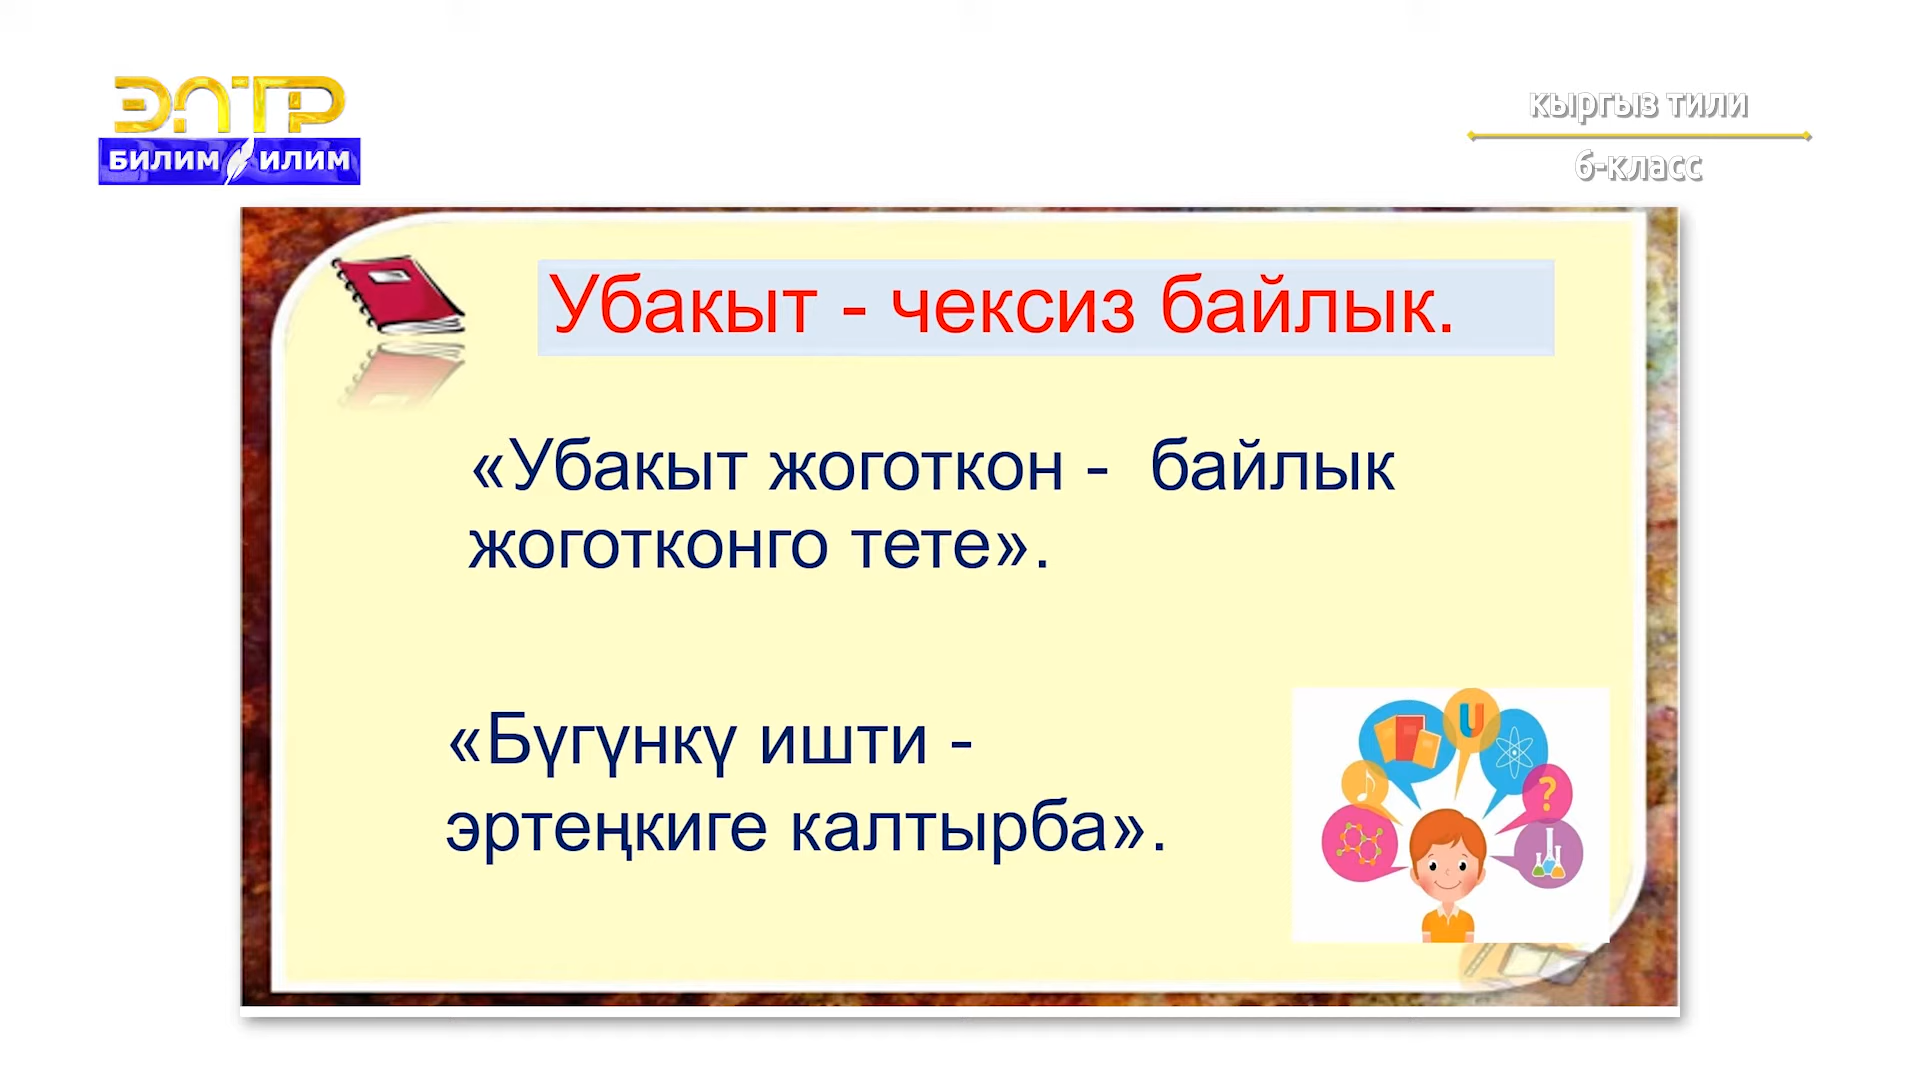 ЭЛТР
БИЛИМ ИЛИМ
кыргыз тили
6-класс
Убакыт - чексиз байлык.
«Убакыт жоготкон - байлык
жоготконго тете».
«Бүгүнкү ишти -
эртеңкиге калтырба».
?